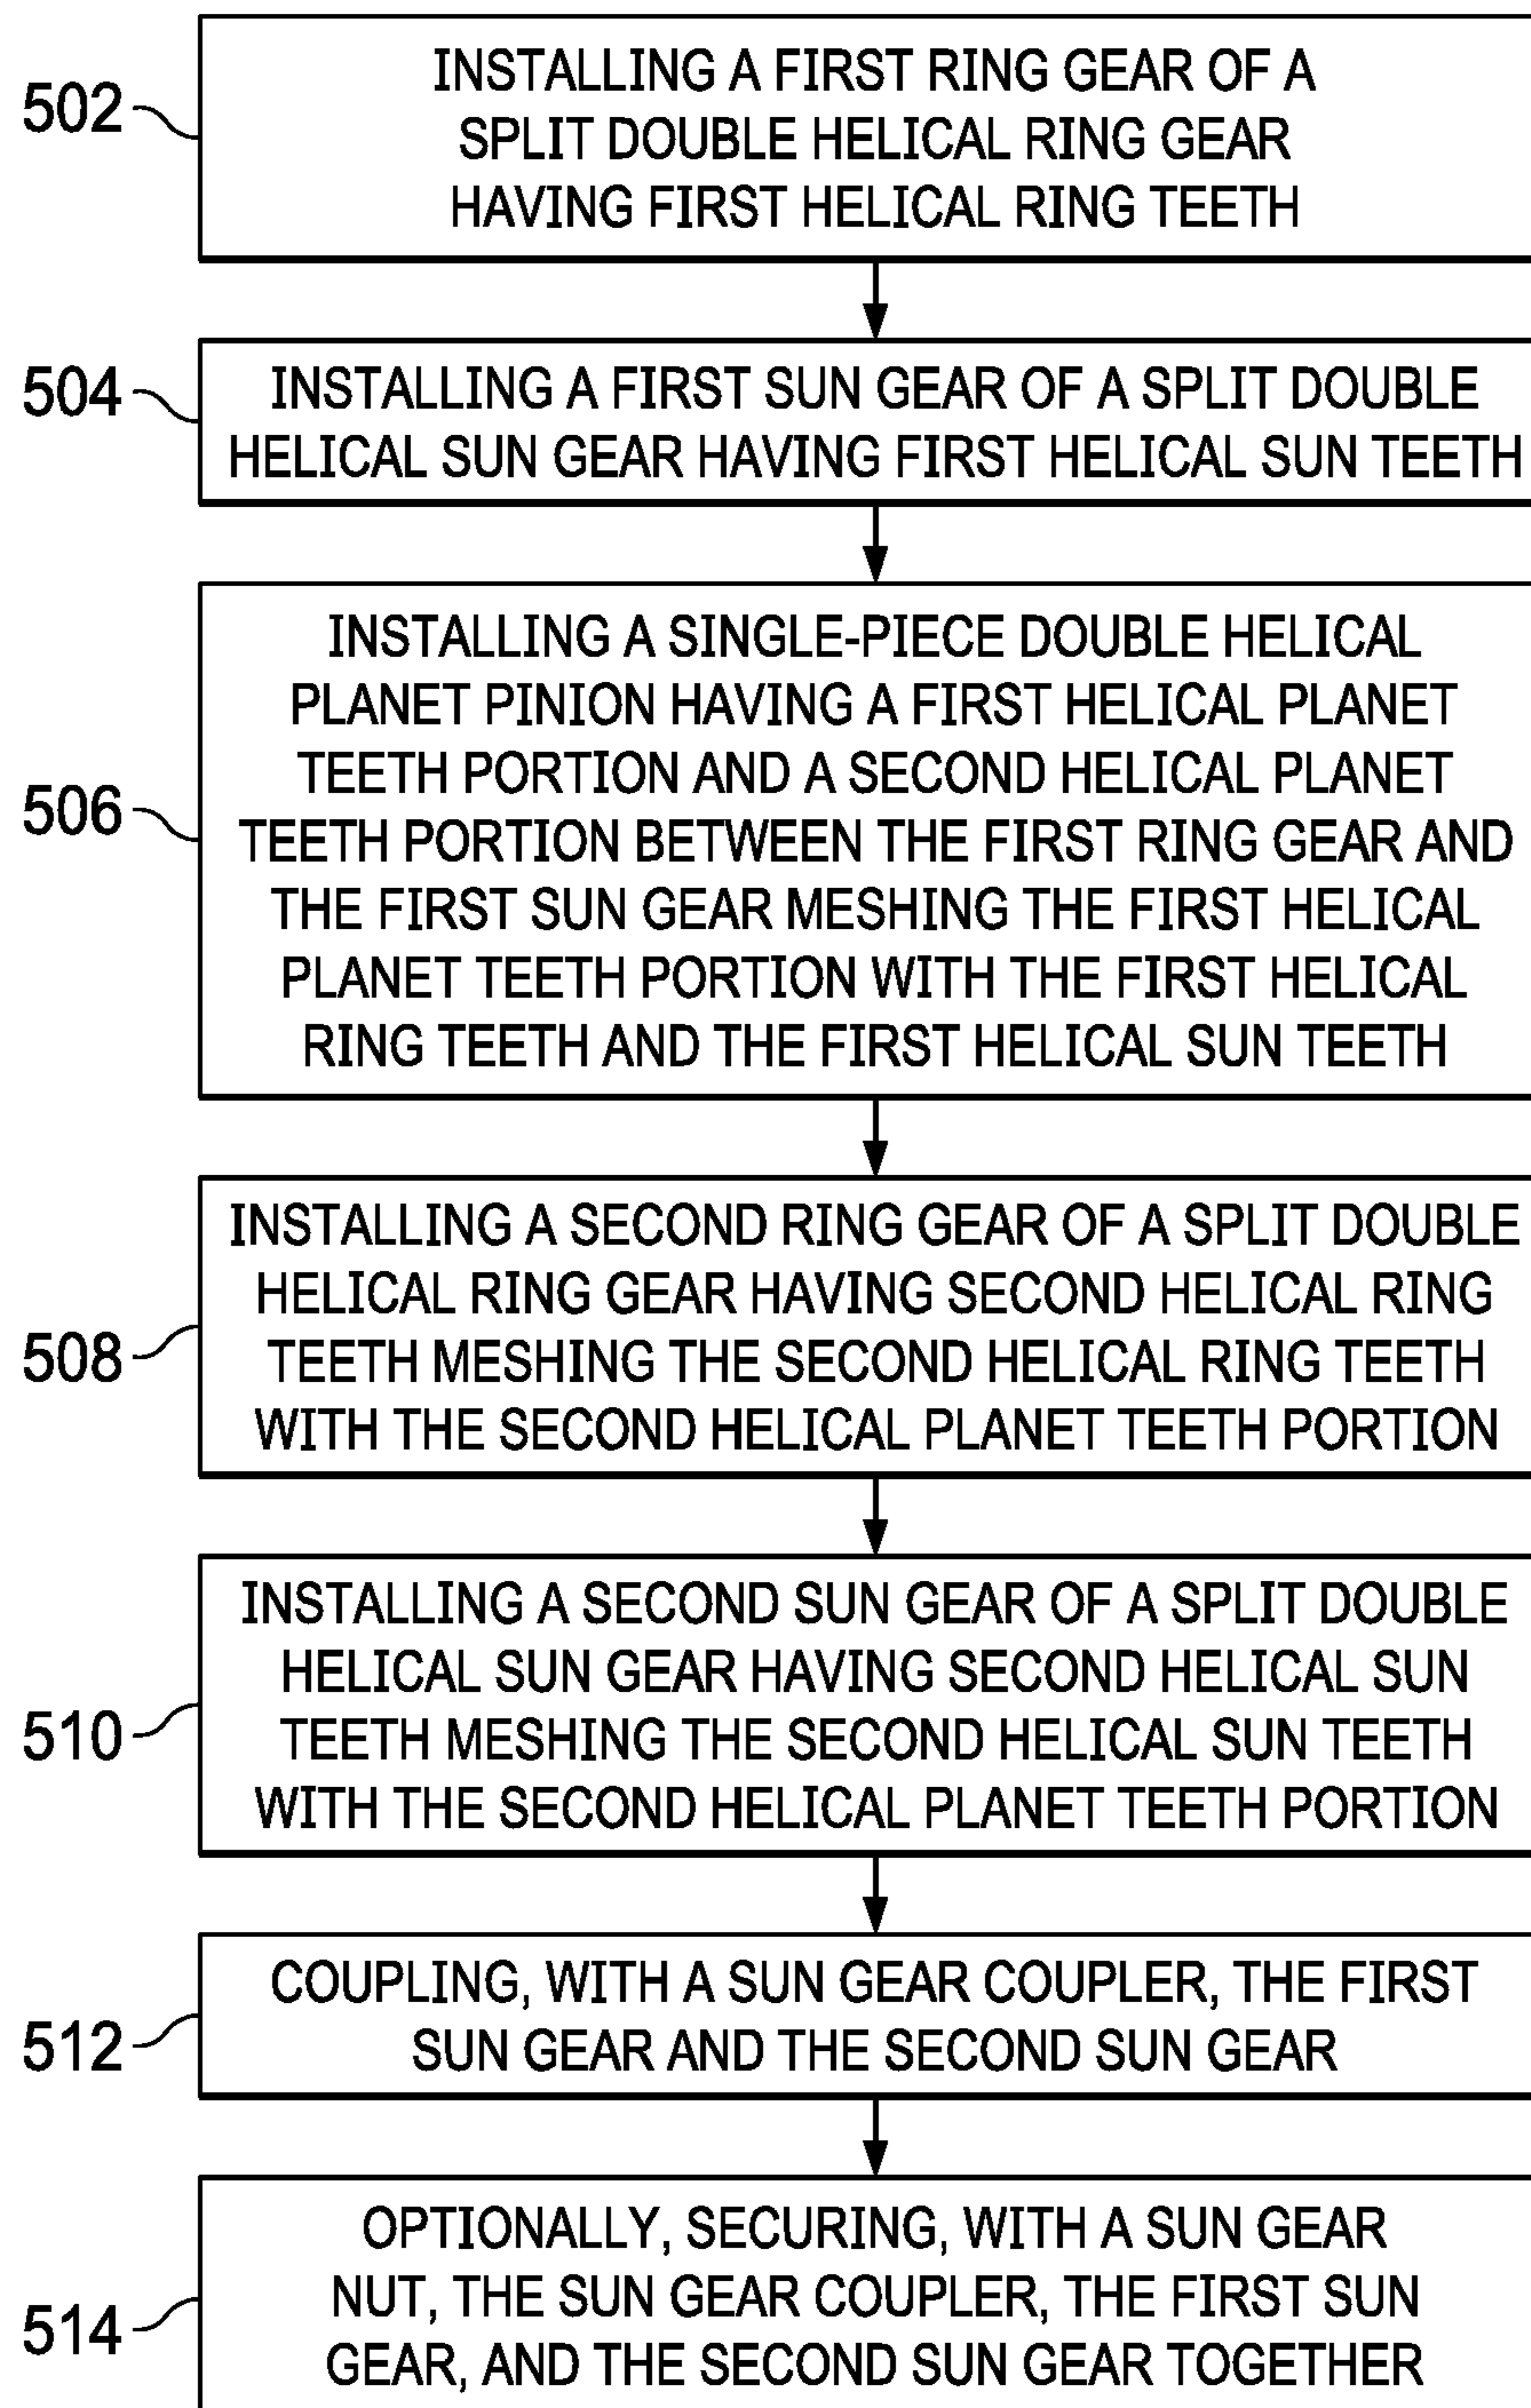 502
INSTALLING A FIRST RING GEAR OF A
SPLIT DOUBLE HELICAL RING GEAR
HAVING FIRST HELICAL RING TEETH
504
INSTALLING A FIRST SUN GEAR OF A SPLIT DOUBLE
HELICAL SUN GEAR HAVING FIRST HELICAL SUN TEETH
506
INSTALLING A SINGLE-PIECE DOUBLE HELICAL
PLANET PINION HAVING A FIRST HELICAL PLANET
TEETH PORTION AND A SECOND HELICAL PLANET
TEETH PORTION BETWEEN THE FIRST RING GEAR AND
THE FIRST SUN GEAR MESHING THE FIRST HELICAL
PLANET TEETH PORTION WITH THE FIRST HELICAL
RING TEETH AND THE FIRST HELICAL SUN TEETH
508
INSTALLING A SECOND RING GEAR OF A SPLIT DOUBLE
HELICAL RING GEAR HAVING SECOND HELICAL RING
TEETH MESHING THE SECOND HELICAL RING TEETH
WITH THE SECOND HELICAL PLANET TEETH PORTION
510
INSTALLING A SECOND SUN GEAR OF A SPLIT DOUBLE
HELICAL SUN GEAR HAVING SECOND HELICAL SUN
TEETH MESHING THE SECOND HELICAL SUN TEETH
WITH THE SECOND HELICAL PLANET TEETH PORTION
512
COUPLING, WITH A SUN GEAR COUPLER, THE FIRST
SUN GEAR AND THE SECOND SUN GEAR
514
OPTIONALLY, SECURING, WITH A SUN GEAR
NUT, THE SUN GEAR COUPLER, THE FIRST SUN
GEAR, AND THE SECOND SUN GEAR TOGETHER